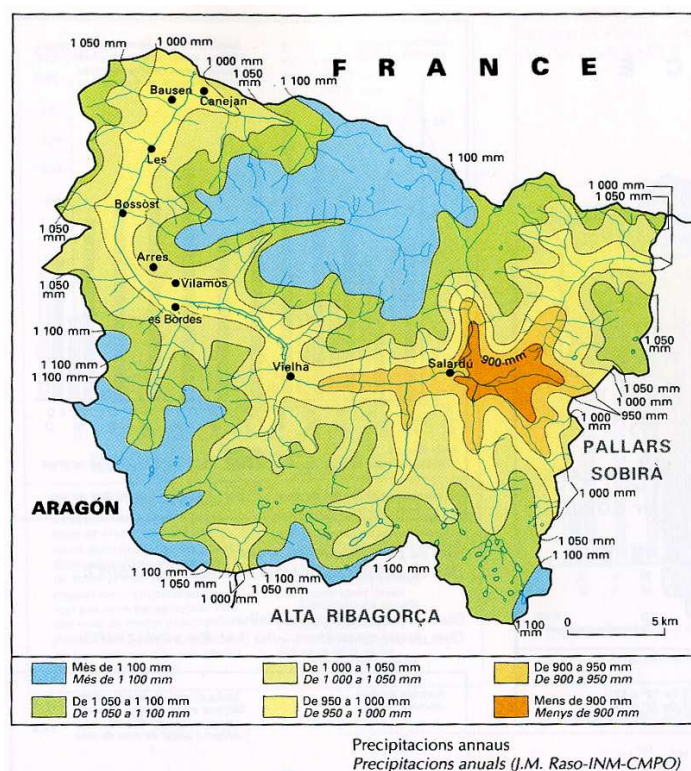 1 050 mm
1 000 mm
1 000 mm
1 050 mm
1 100 mm
FRANCE
Bausen
Canejan
Les
1 100 mm
1 000 mm
1 050 mm
Bossòst
1 050 mm
Arres
Vilamòs
1 050 mm
es Bòrdes
1 100 mm
1 050 mm
1 100 mm
1 100 mm
Vielha
Salardú
900 mm
1 050 mm
1 000 mm
950 mm
1 000 mm
PALLARS
SOBIRÀ
1 000 mm
ARAGÓN
1 050 mm
1 100 mm
1 100 mm
1 050 mm
1 000 mm
1 050 mm
1 100 mm
1 100 mm
ALTA RIBAGORÇA
1 100 mm
0 5 km
Mès de 1 100 mm
Més de 1 100 mm
De 1 000 a 1 050 mm
De 1 000 a 1 050 mm
De 900 a 950 mm
De 900 a 950 mm
De 1 050 a 1 100 mm
De 1 050 a 1 100 mm
De 950 a 1 000 mm
De 950 a 1 000 mm
Mens de 900 mm
Menys de 900 mm
Precipitacions annaus
Precipitacions anuals (J.M. Raso-INM-CMPO)